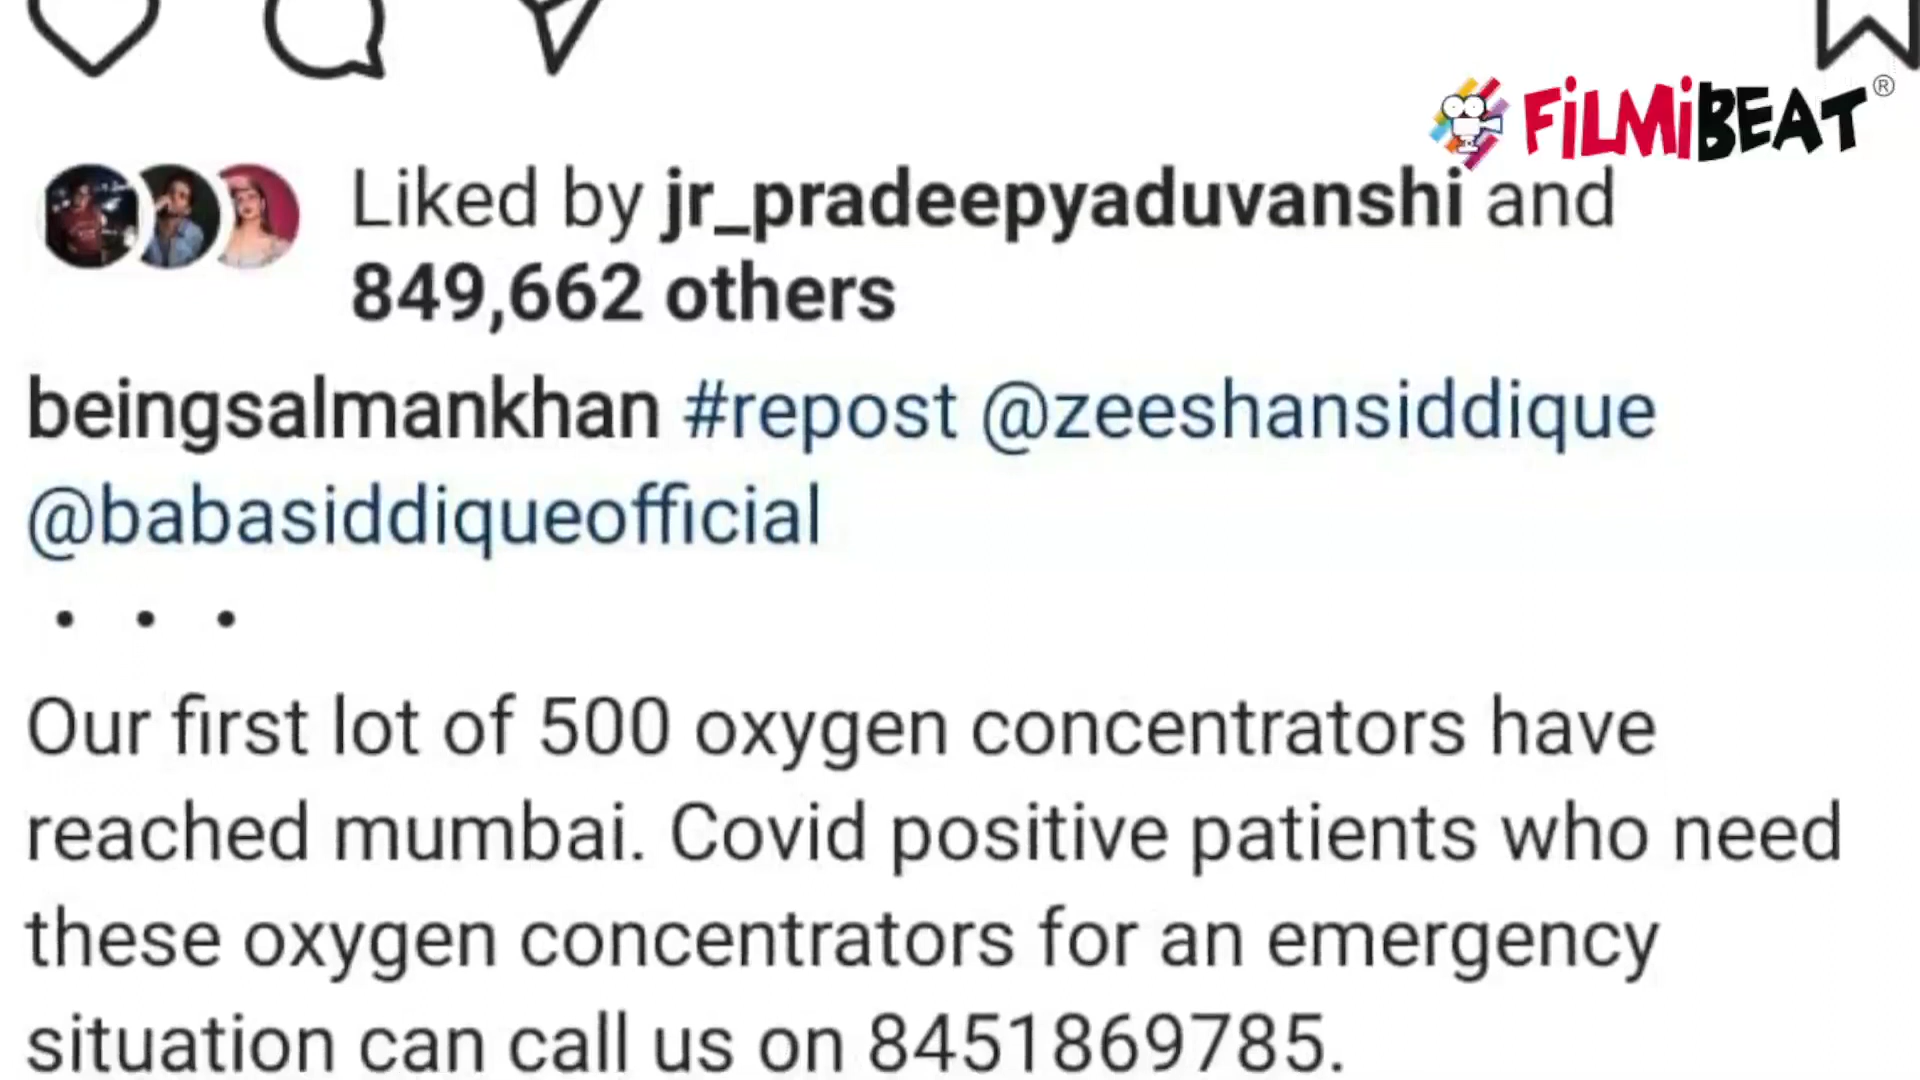 FiLMiBEAT®
Liked by jr_pradeepyaduvanshi and
849,662 others
beingsalmankhan #repost @zeeshansiddique
@babasiddiqueofficial
. . .
Our first lot of 500 oxygen concentrators have
reached mumbai. Covid positive patients who need
these oxygen concentrators for an emergency
situation can call us on 8451869785.